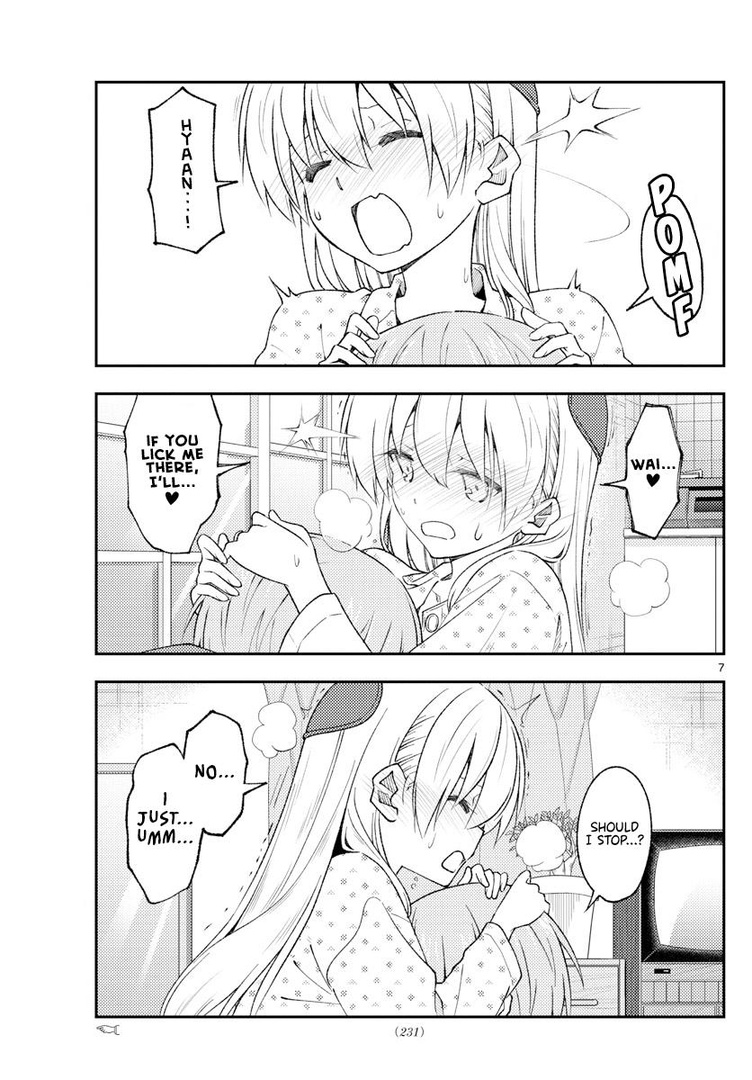 POMF
HYAAN...!
WAI...
♥
IF YOU
LICK ME
THERE,
I'LL...
♥
7
SHOULD
I STOP...?
NO...
I
JUST...
UMM...
(231)